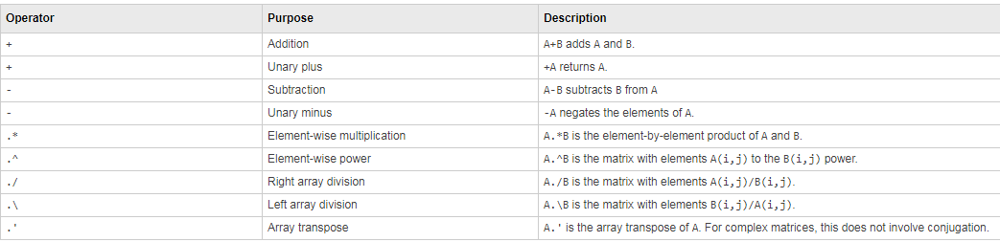 Operator Purpose Description
+ Addition A+B adds A and B.
+ Unary plus +A returns A.
- Subtraction A-B subtracts B from A
- Unary minus -A negates the elements of A.
.* Element-wise multiplication A.*B is the element-by-element product of A and B.
.^ Element-wise power A.^B is the matrix with elements A(i,j) to the B(i,j) power.
./ Right array division A./B is the matrix with elements A(i,j)/B(i,j).
.\ Left array division A.\B is the matrix with elements B(i,j)/A(i,j).
.' Array transpose A.' is the array transpose of A. For complex matrices, this does not involve conjugation.